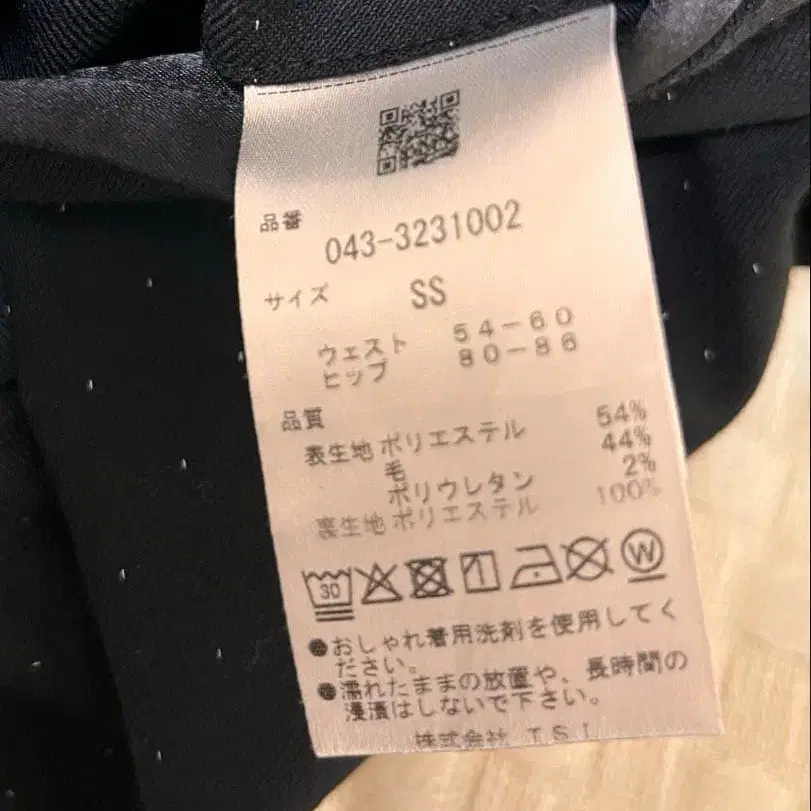 品番 043-3231002
サイズ SS
ウェスト 54-60
ヒップ 80-86
品質
表生地 ポリエステル 54%
毛 44%
ポリウレタン 2%
裏生地 ポリエステル 100%
30
W
●おしゃれ着用洗剤を使用してく
ださい。
●濡れたままの放置や、長時間の
浸漬はしないで下さい。
株式会社 TSI